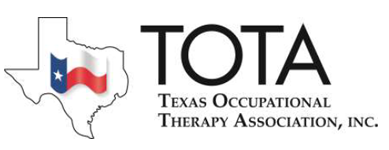 TOTA
TEXAS OCCUPATIONAL
THERAPY ASSOCIATION, INC.